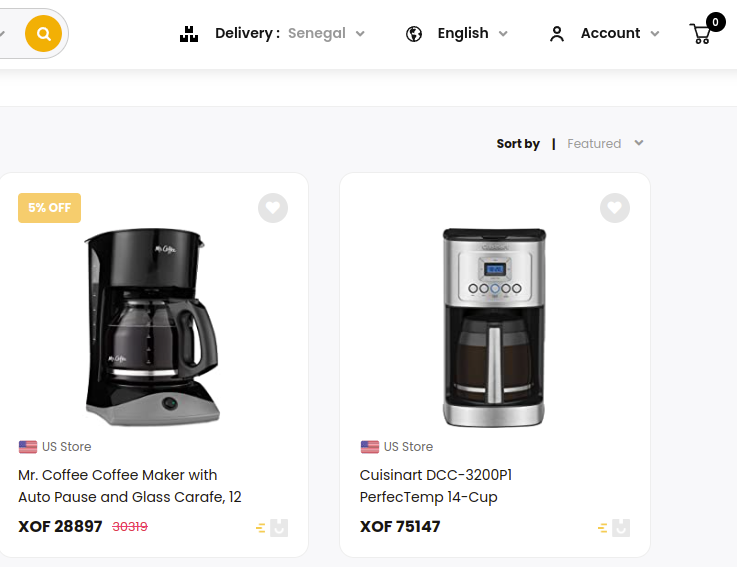 Delivery : Senegal
English
Account
0
Sort by | Featured
5% OFF
Mr. Coffee
Mr. Coffee
US Store
Mr. Coffee Coffee Maker with
Auto Pause and Glass Carafe, 12
XOF 28897 30319
US Store
Cuisinart DCC-3200P1
PerfecTemp 14-Cup
XOF 75147